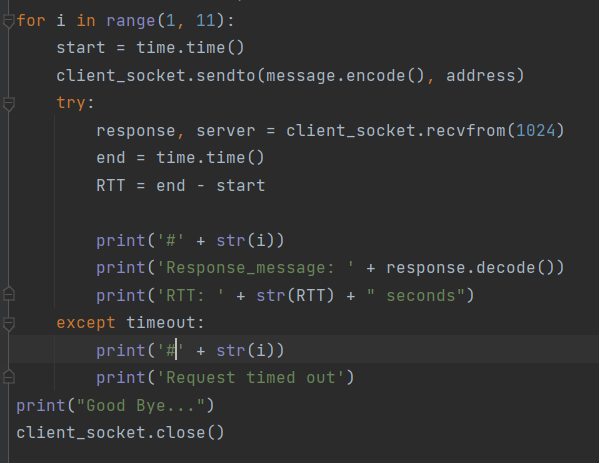 for i in range(1, 11):
    start = time.time()
    client_socket.sendto(message.encode(), address)
    try:
        response, server = client_socket.recvfrom(1024)
        end = time.time()
        RTT = end - start

        print('#' + str(i))
        print('Response_message: ' + response.decode())
        print('RTT: ' + str(RTT) + " seconds")
    except timeout:
        print('#' + str(i))
        print('Request timed out')
print("Good Bye...")
client_socket.close()